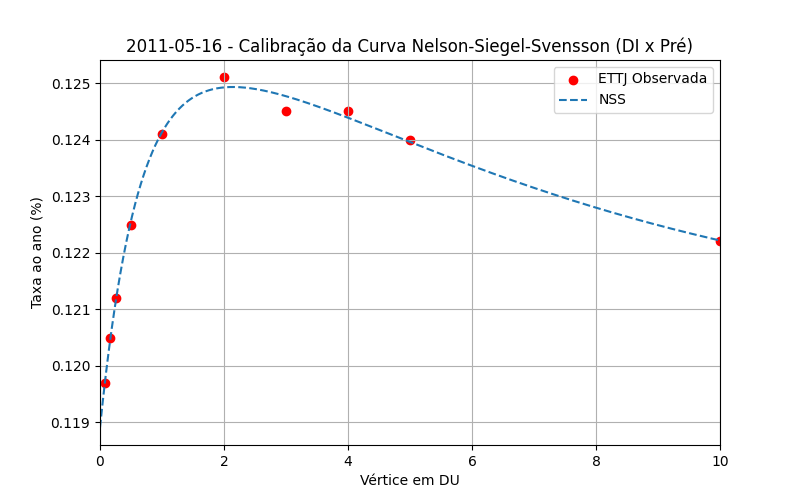 2011-05-16 - Calibração da Curva Nelson-Siegel-Svensson (DI x Pré)
ETTJ Observada
NSS
Taxa ao ano (%)
0.125
0.124
0.123
0.122
0.121
0.120
0.119
0 2 4 6 8 10
Vértice em DU